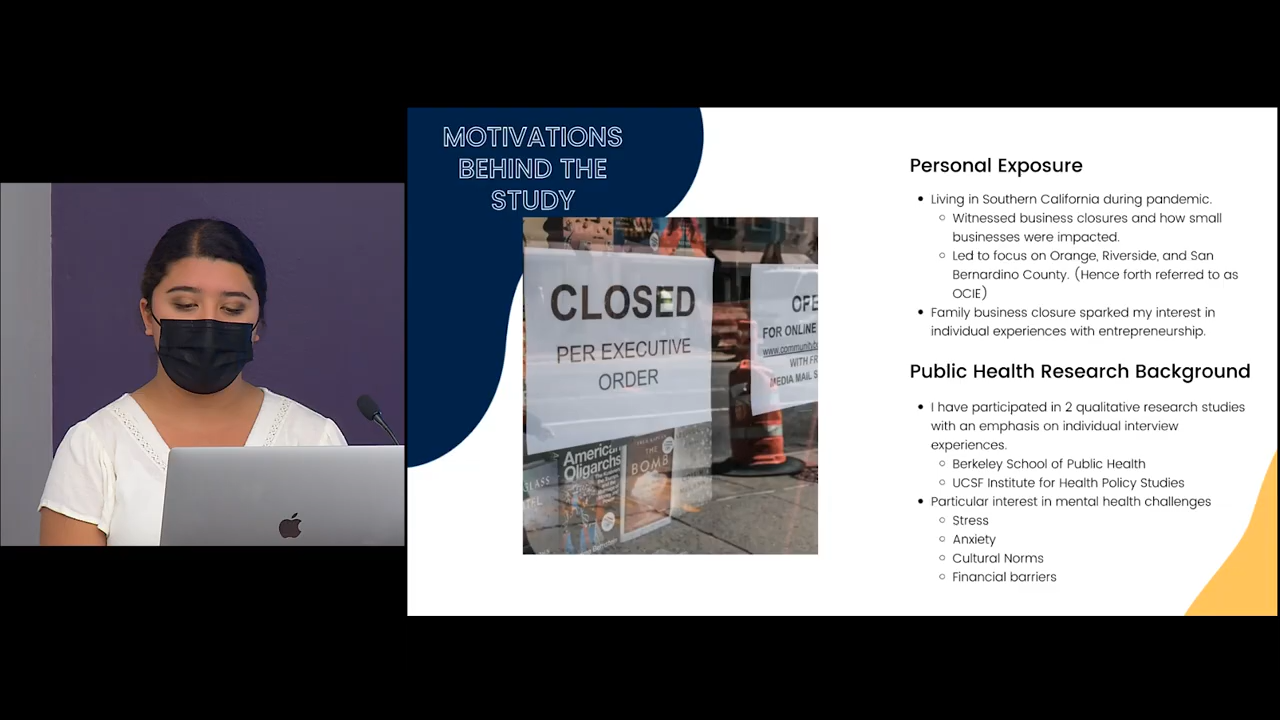 MOTIVATIONS
BEHIND THE
STUDY
CLOSED
PER EXECUTIVE
ORDER
FOR ONLINE
WITH
MEDIA MAIL
American
Oligarchs
THE
BOMB
Personal Exposure
• Living in Southern California during pandemic.
○ Witnessed business closures and how small
businesses were impacted.
○ Led to focus on Orange, Riverside, and San
Bernardino County. (Hence forth referred to as
OCIE)
• Family business closure sparked my interest in
individual experiences with entrepreneurship.
Public Health Research Background
• I have participated in 2 qualitative research studies
with an emphasis on individual interview
experiences.
○ Berkeley School of Public Health
○ UCSF Institute for Health Policy Studies
• Particular interest in mental health challenges
○ Stress
○ Anxiety
○ Cultural Norms
○ Financial barriers